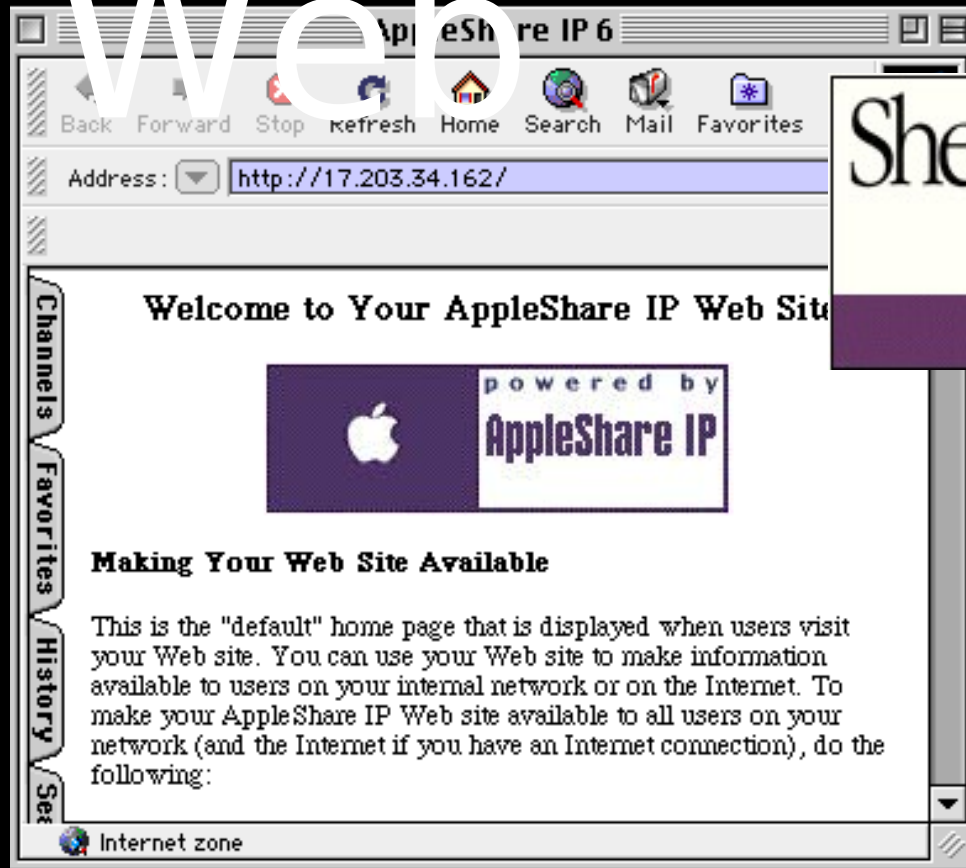 Web
AppleShare IP 6
Back Forward Stop Refresh Home Search Mail Favorites
She
Address: http://17.203.34.162/
Channels
Favorites
History
Sea
Welcome to Your AppleShare IP Web Site
powered by
AppleShare IP
Making Your Web Site Available
This is the "default" home page that is displayed when users visit
your Web site. You can use your Web site to make information
available to users on your internal network or on the Internet. To
make your AppleShare IP Web site available to all users on your
network (and the Internet if you have an Internet connection), do the
following:
Internet zone